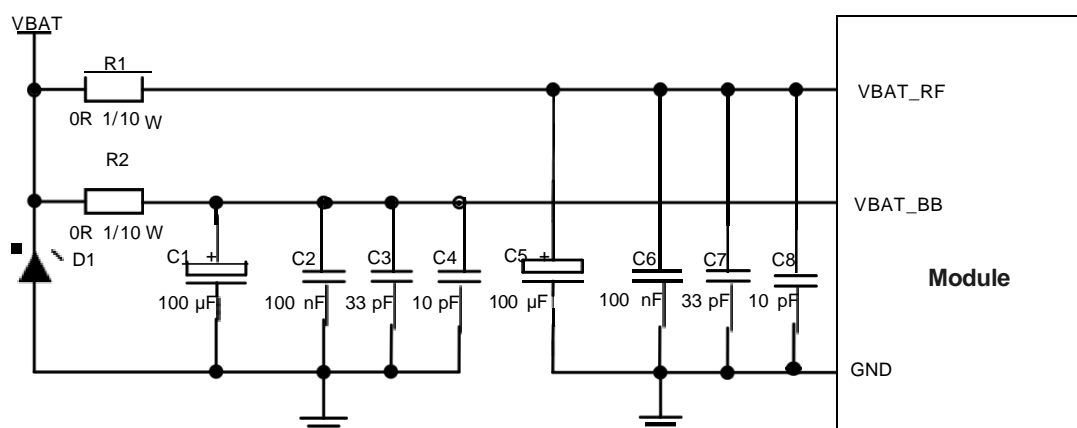 VBAT
R1
VBAT_RF
0R 1/10 W
R2
VBAT_BB
0R 1/10 W
D1
C1 +
C2
C3
C4
C5 +
C6
C7
C8
Module
100 µF
100 nF
33 pF
10 pF
100 µF
100 nF
33 pF
10 pF
GND